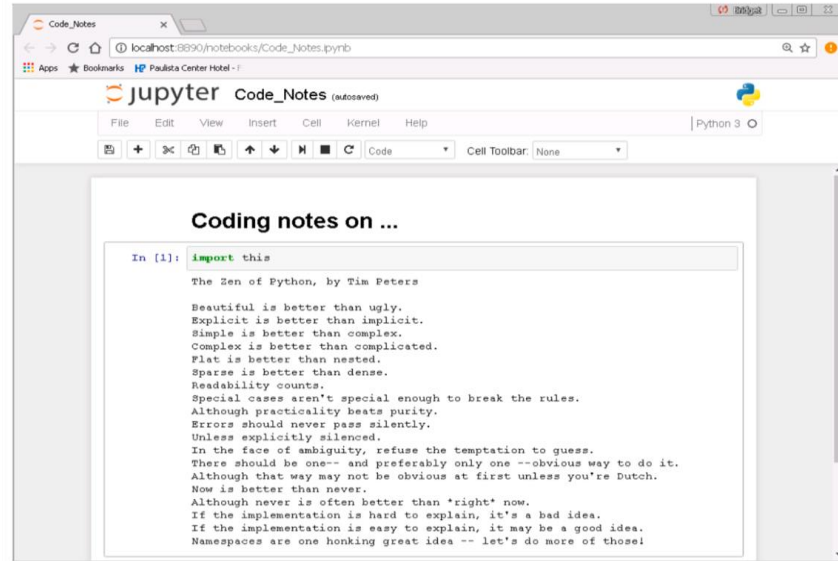 Code_Notes
localhost:8890/notebooks/Code_Notes.ipynb
Apps Bookmarks Paulista Center Hotel -
jupyter Code_Notes (autosaved)
File Edit View Insert Cell Kernel Help Python 3
Code Cell Toolbar: None
Coding notes on ...
In [1]: import this
The Zen of Python, by Tim Peters
Beautiful is better than ugly.
Explicit is better than implicit.
Simple is better than complex.
Complex is better than complicated.
Flat is better than nested.
Sparse is better than dense.
Readability counts.
Special cases aren't special enough to break the rules.
Although practicality beats purity.
Errors should never pass silently.
Unless explicitly silenced.
In the face of ambiguity, refuse the temptation to guess.
There should be one-- and preferably only one --obvious way to do it.
Although that way may not be obvious at first unless you're Dutch.
Now is better than never.
Although never is often better than *right* now.
If the implementation is hard to explain, it's a bad idea.
If the implementation is easy to explain, it may be a good idea.
Namespaces are one honking great idea -- let's do more of those!